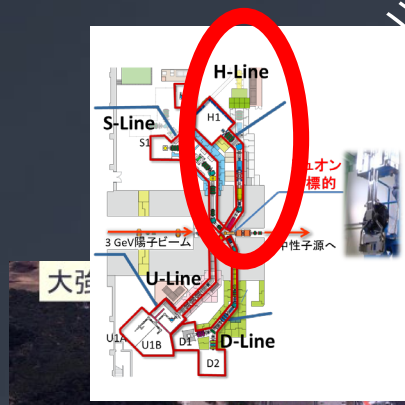 H-Line
H1
S-Line
S1
ュオン
標的
3 GeV陽子ビーム
中性子源へ
大強
U-Line
U1A
U1B
D1
D-Line
D2